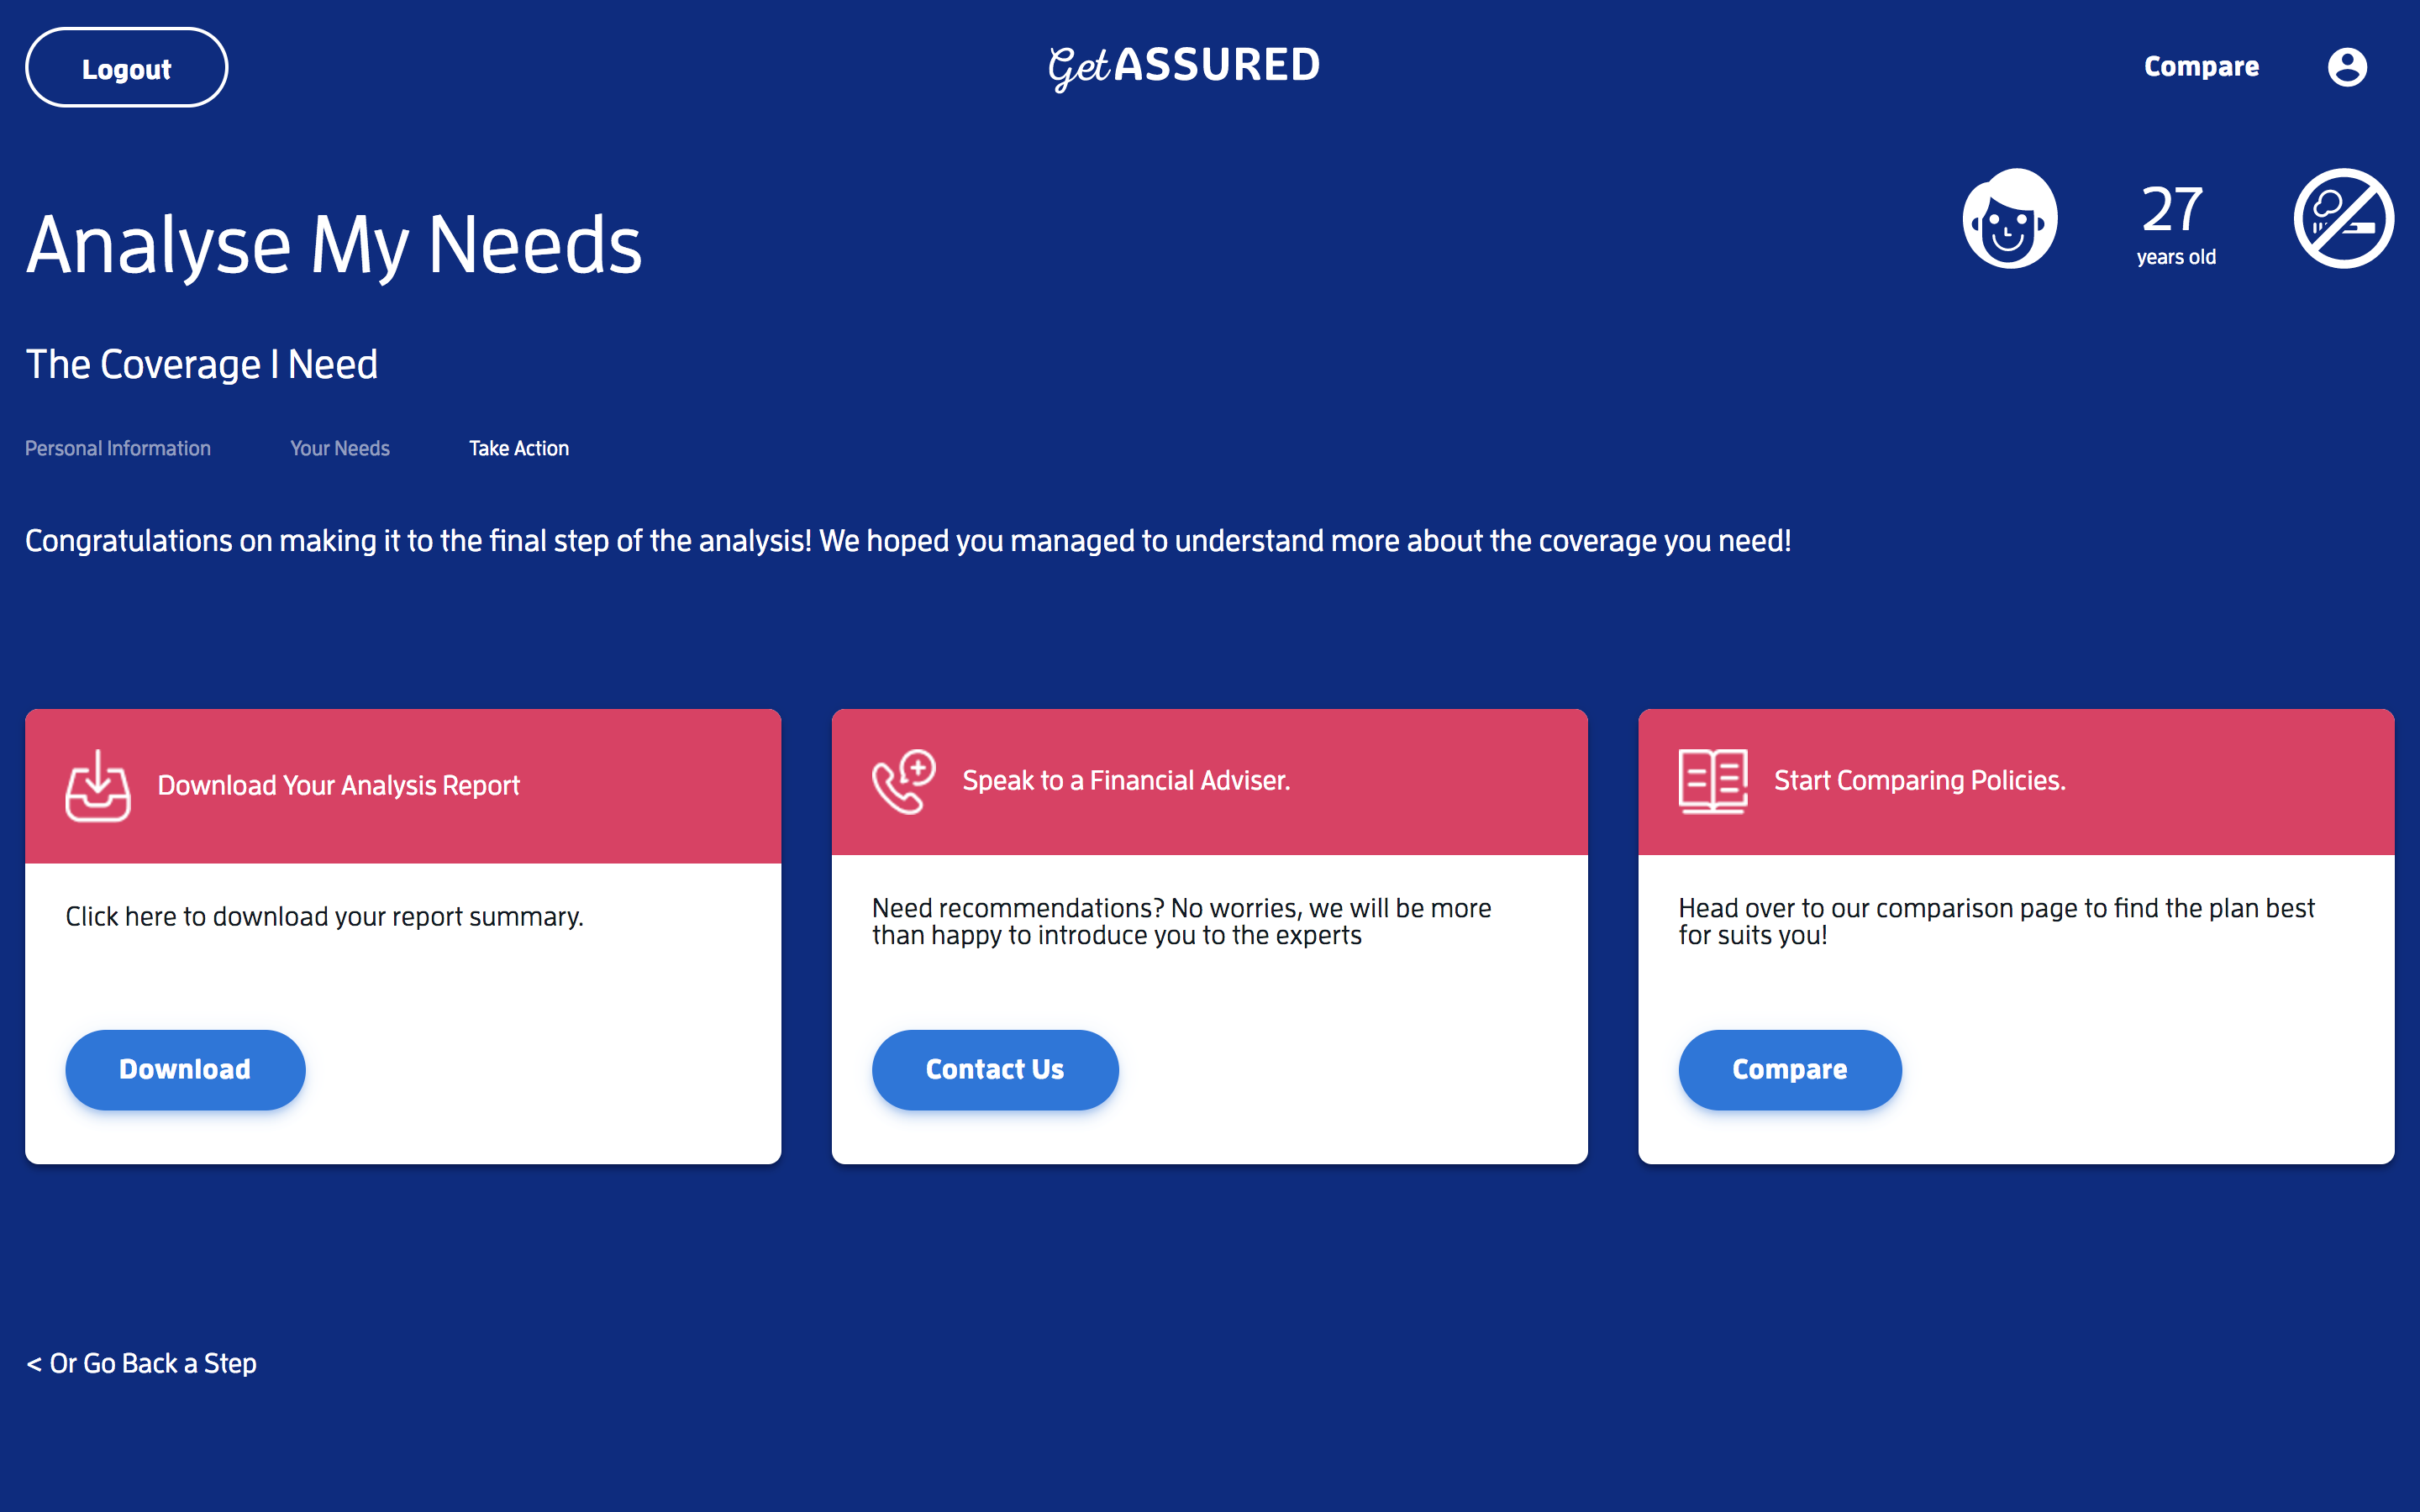 Logout
Get ASSURED
Compare
27
years old
Analyse My Needs
The Coverage I Need
Personal Information
Your Needs
Take Action
Congratulations on making it to the final step of the analysis! We hoped you managed to understand more about the coverage you need!
Download Your Analysis Report
Click here to download your report summary.
Download
Speak to a Financial Adviser.
Need recommendations? No worries, we will be more
than happy to introduce you to the experts
Contact Us
Start Comparing Policies.
Head over to our comparison page to find the plan best
for suits you!
Compare
< Or Go Back a Step